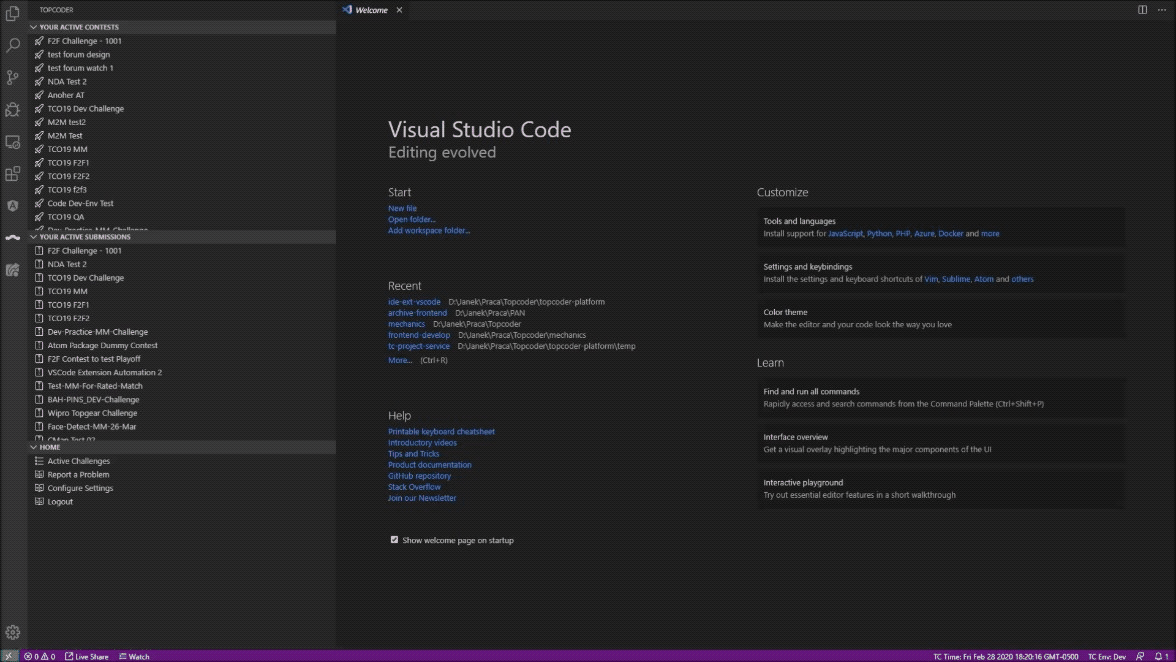 TOPCODER
YOUR ACTIVE CONTESTS
F2F Challenge - 1001
test forum design
test forum watch 1
NDA Test 2
Anoher AT
TCO19 Dev Challenge
M2M test2
M2M Test
TCO19 MM
TCO19 F2F1
TCO19 F2F2
TCO19 f2f3
Code Dev-Env Test
TCO19 QA
Dev-Practice-MM-Challenge
YOUR ACTIVE SUBMISSIONS
F2F Challenge - 1001
NDA Test 2
TCO19 Dev Challenge
TCO19 MM
TCO19 F2F1
TCO19 F2F2
Dev-Practice-MM-Challenge
Atom Package Dummy Contest
F2F Contest to test Playoff
VSCode Extension Automation 2
Test-MM-For-Rated-Match
BAH-PINS_DEV-Challenge
Wipro Topgear Challenge
Face-Detect-MM-26-Mar
CMap Test 02
HOME
Active Challenges
Report a Problem
Configure Settings
Logout
Welcome
Visual Studio Code
Editing evolved
Start
New file
Open folder...
Add workspace folder...
Recent
ide-ext-vscode D:\Janek\Praca\Topcoder\topcoder-platform
archive-frontend D:\Janek\Praca\PAN
mechanics D:\Janek\Praca\Topcoder
frontend-develop D:\Janek\Praca\Topcoder\mechanics
tc-project-service D:\Janek\Praca\Topcoder\topcoder-platform\temp
More... (Ctrl+R)
Help
Printable keyboard cheatsheet
Introductory videos
Tips and Tricks
Product documentation
GitHub repository
Stack Overflow
Join our Newsletter
Show welcome page on startup
Customize
Tools and languages
Install support for JavaScript, Python, PHP, Azure, Docker and more
Settings and keybindings
Install the settings and keyboard shortcuts of Vim, Sublime, Atom and others
Color theme
Make the editor and your code look the way you love
Learn
Find and run all commands
Rapidly access and search commands from the Command Palette (Ctrl+Shift+P)
Interface overview
Get a visual overlay highlighting the major components of the UI
Interactive playground
Try out essential editor features in a short walkthrough
0 0 Live Share Watch
TC Time: Fri Feb 28 2020 18:20:16 GMT-0500 TC Env: Dev 1